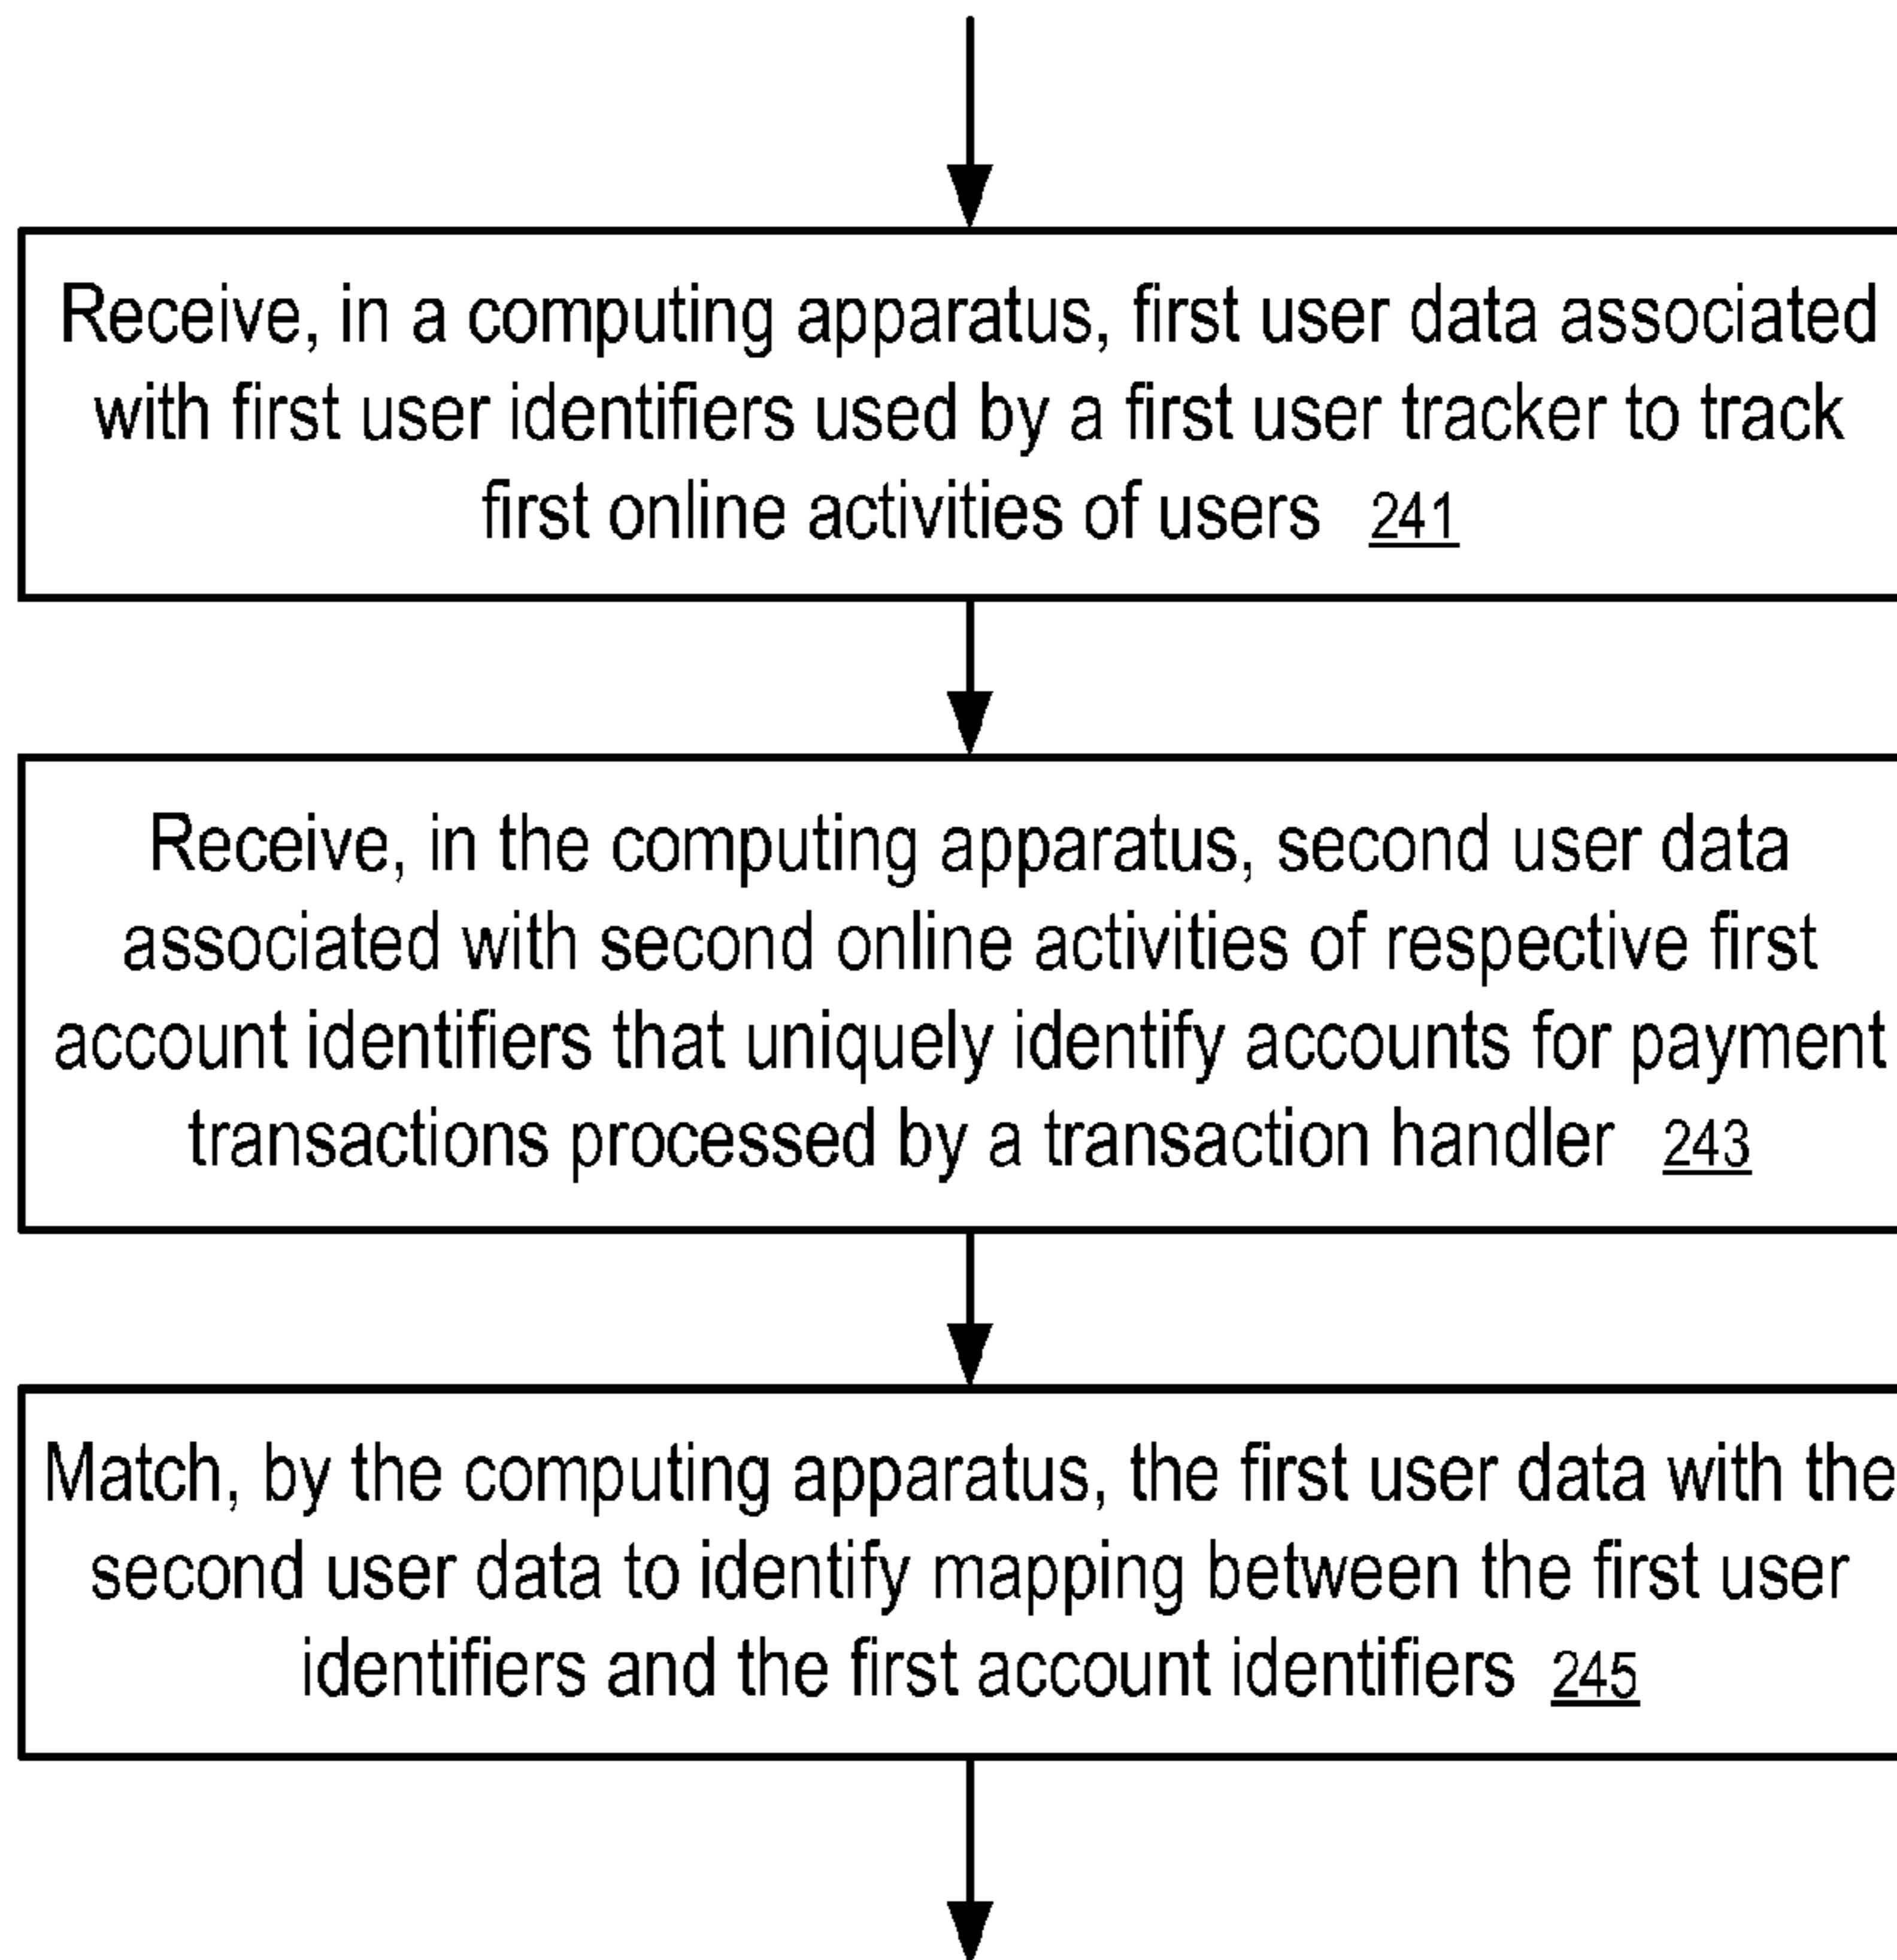 Receive, in a computing apparatus, first user data associated
with first user identifiers used by a first user tracker to track
first online activities of users 241
Receive, in the computing apparatus, second user data
associated with second online activities of respective first
account identifiers that uniquely identify accounts for payment
transactions processed by a transaction handler 243
Match, by the computing apparatus, the first user data with the
second user data to identify mapping between the first user
identifiers and the first account identifiers 245